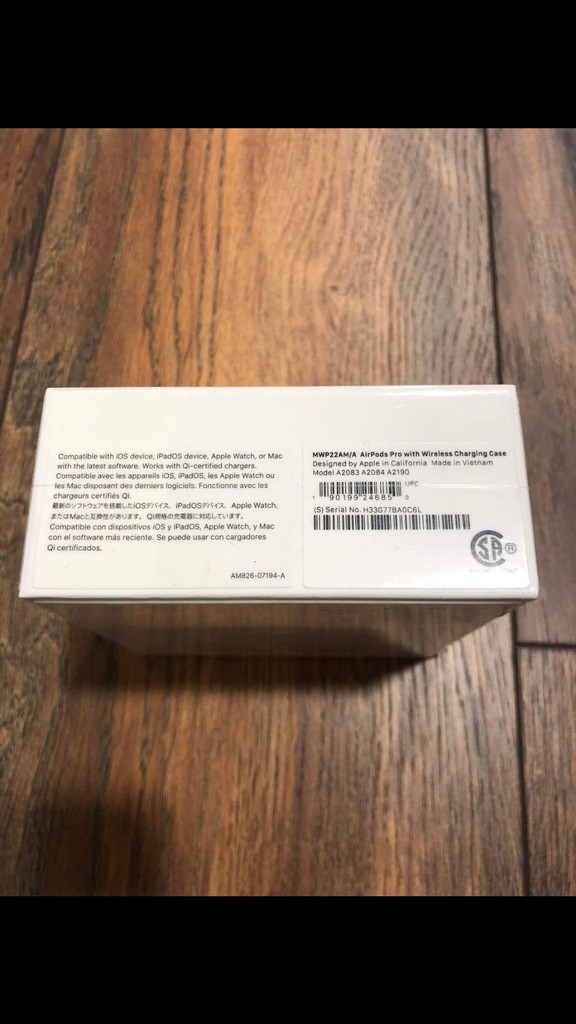 Compatible with iOS device, iPadOS device, Apple Watch, or Mac
with the latest software. Works with Qi-certified chargers.
Compatible avec les appareils iOS, iPadOS, les Apple Watch ou
les Mac disposant des derniers logiciels. Fonctionne avec les
chargeurs certifiés Qi.
最新のソフトウェアを搭載したiOSデバイス、iPadOSデバイス、Apple Watch、
またはMacと互換性があります。 Qi規格の充電器に対応しています。
Compatible con dispositivos iOS y iPadOS, Apple Watch, y Mac
con el software más reciente. Se puede usar con cargadores
Qi certificados.
AM826-07194-A
MWP22AM/A AirPods Pro with Wireless Charging Case
Designed by Apple in California Made in Vietnam
Model A2083 A2084 A2190
UPC
1 90199 24685 0
(S) Serial No. H33G77BA0C6L
SA ®